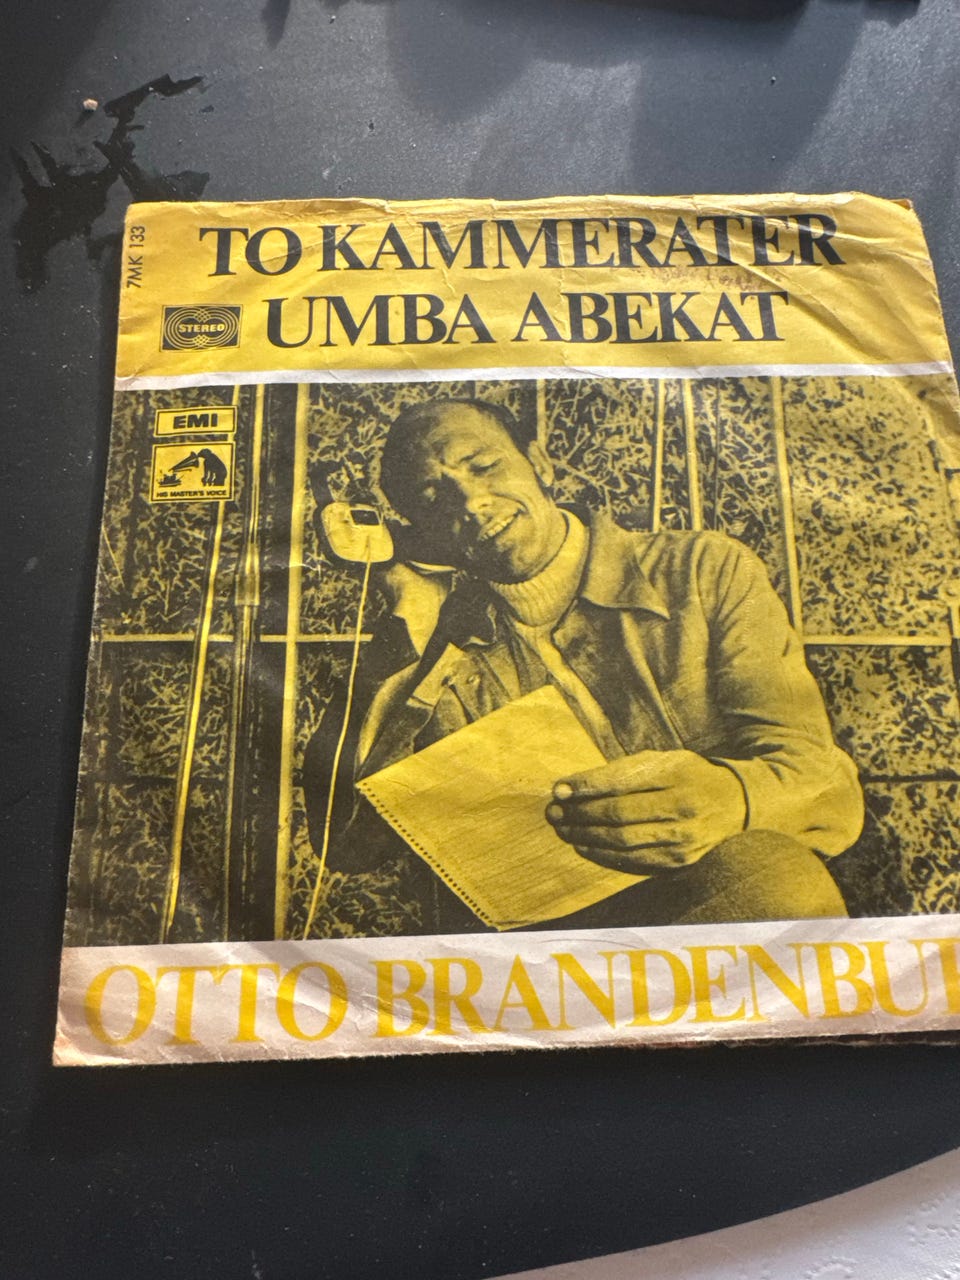 7MK 133
TO KAMMERATER
STEREO
UMBA ABEKAT
EMI
HIS MASTER'S VOICE
OTTO BRANDENBU